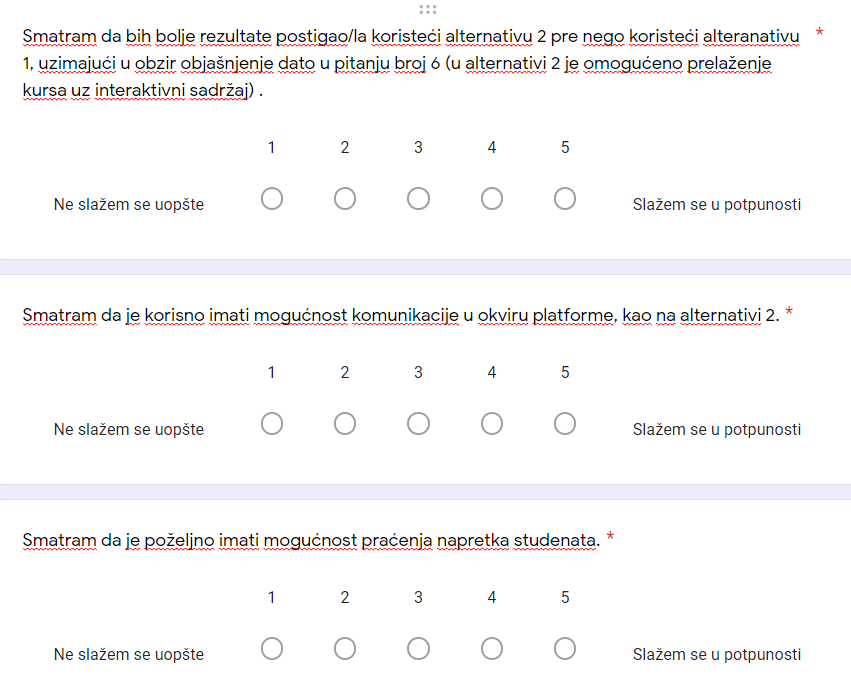 Smatram da bih bolje rezultate postigao/la koristeći alternativu 2 pre nego koristeći alteranativu *
1, uzimajući u obzir objašnjenje dato u pitanju broj 6 (u alternativi 2 je omogućeno prelaženje
kursa uz interaktivni sadržaj) .
1 2 3 4 5
Ne slažem se uopšte Slažem se u potpunosti
Smatram da je korisno imati mogućnost komunikacije u okviru platforme, kao na alternativi 2. *
1 2 3 4 5
Ne slažem se uopšte Slažem se u potpunosti
Smatram da je poželjno imati mogućnost praćenja napretka studenata. *
1 2 3 4 5
Ne slažem se uopšte Slažem se u potpunosti